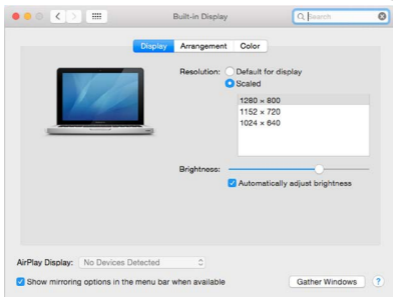 Built-in Display
Search
Display Arrangement Color
Resolution: Default for display
Scaled
1280 × 800
1152 × 720
1024 × 640
Brightness:
Automatically adjust brightness
AirPlay Display: No Devices Detected
Show mirroring options in the menu bar when available
Gather Windows ?